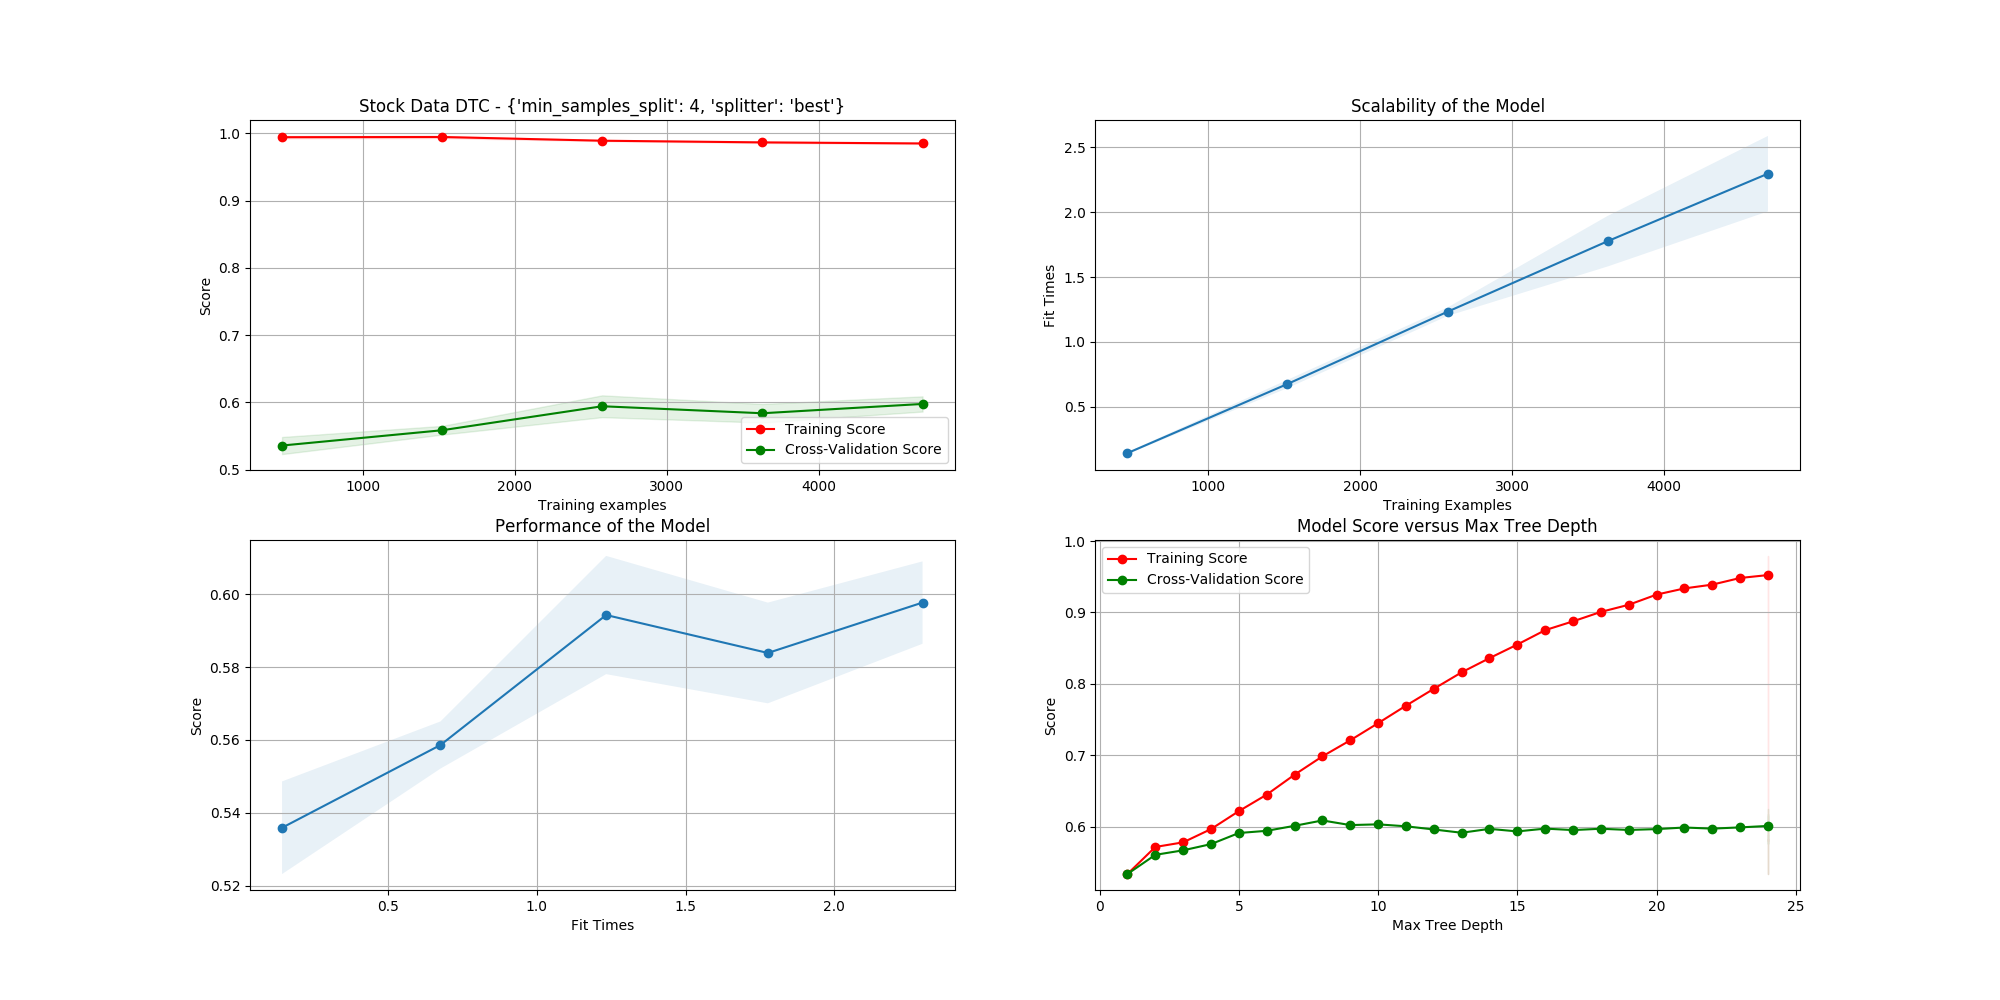 Stock Data DTC - {'min_samples_split': 4, 'splitter': 'best'}
1.0
0.9
0.8
0.7
0.6
0.5
Score
1000 2000 3000 4000
Training examples
Training Score
Cross-Validation Score
Scalability of the Model
2.5
2.0
1.5
1.0
0.5
Fit Times
1000 2000 3000 4000
Training Examples
Performance of the Model
0.60
0.58
0.56
0.54
0.52
Score
0.5 1.0 1.5 2.0
Fit Times
Model Score versus Max Tree Depth
1.0
0.9
0.8
0.7
0.6
Score
0 5 10 15 20 25
Max Tree Depth
Training Score
Cross-Validation Score